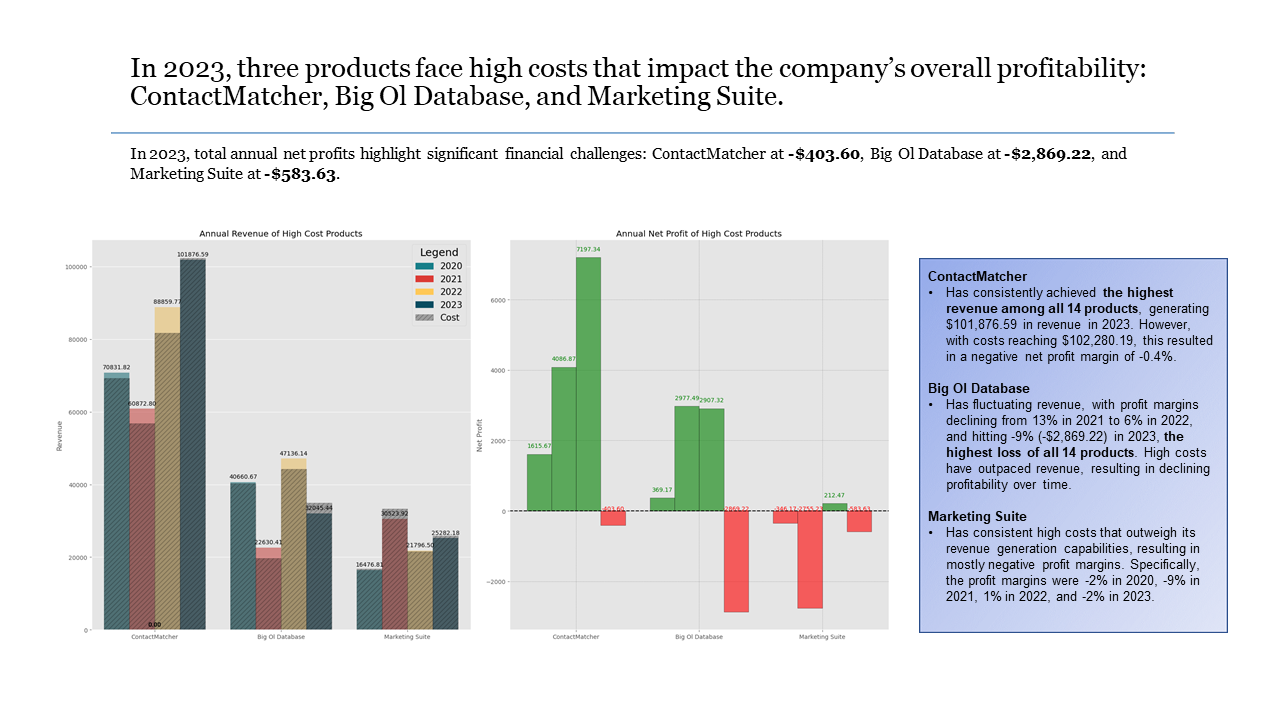 In 2023, three products face high costs that impact the company's overall profitability:
ContactMatcher, Big Ol Database, and Marketing Suite.
In 2023, total annual net profits highlight significant financial challenges: ContactMatcher at -$403.60, Big Ol Database at -$2,869.22, and
Marketing Suite at -$583.63.
Annual Revenue of High Cost Products
Revenue
100000
80000
60000
40000
20000
0
70831.82
60872.80
88859.77
101876.59
0.00
40660.67
22630.41
47136.14
32045.44
16476.81
30523.92
21796.50
25282.18
ContactMatcher
Big Ol Database
Marketing Suite
Legend
2020
2021
2022
2023
Cost
Annual Net Profit of High Cost Products
Net Profit
6000
4000
2000
0
−2000
1615.67
4086.87
7197.34
-403.60
369.17
2977.49
2907.32
-2869.22
-346.17
-2755.23
212.47
-583.63
ContactMatcher
Big Ol Database
Marketing Suite
ContactMatcher
• Has consistently achieved the highest
revenue among all 14 products, generating
$101,876.59 in revenue in 2023. However,
with costs reaching $102,280.19, this resulted
in a negative net profit margin of -0.4%.
Big Ol Database
• Has fluctuating revenue, with profit margins
declining from 13% in 2021 to 6% in 2022,
and hitting -9% (-$2,869.22) in 2023, the
highest loss of all 14 products. High costs
have outpaced revenue, resulting in declining
profitability over time.
Marketing Suite
• Has consistent high costs that outweigh its
revenue generation capabilities, resulting in
mostly negative profit margins. Specifically,
the profit margins were -2% in 2020, -9% in
2021, 1% in 2022, and -2% in 2023.